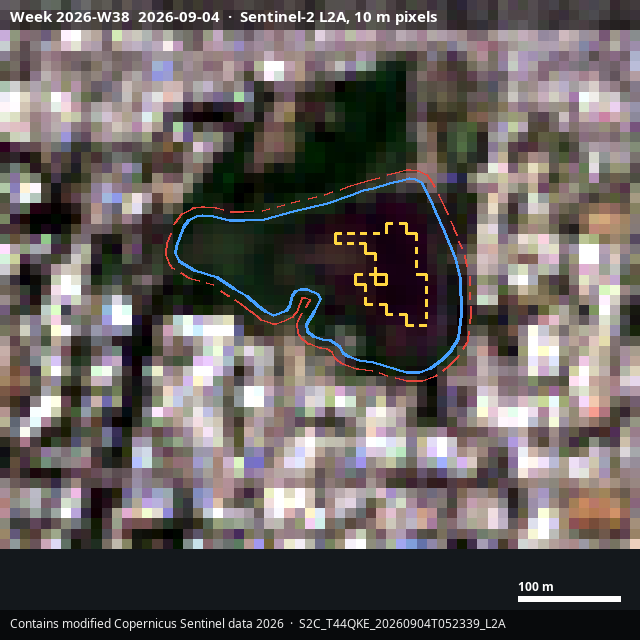 Week 2026-W38  2026-09-04  ·  Sentinel-2 L2A, 10 m pixels
100 m
Contains modified Copernicus Sentinel data 2026  ·  S2C_T44QKE_20260904T052339_L2A